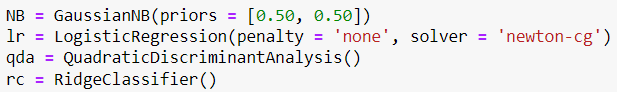 NB = GaussianNB(priors = [0.50, 0.50])
lr = LogisticRegression(penalty = 'none', solver = 'newton-cg')
qda = QuadraticDiscriminantAnalysis()
rc = RidgeClassifier()